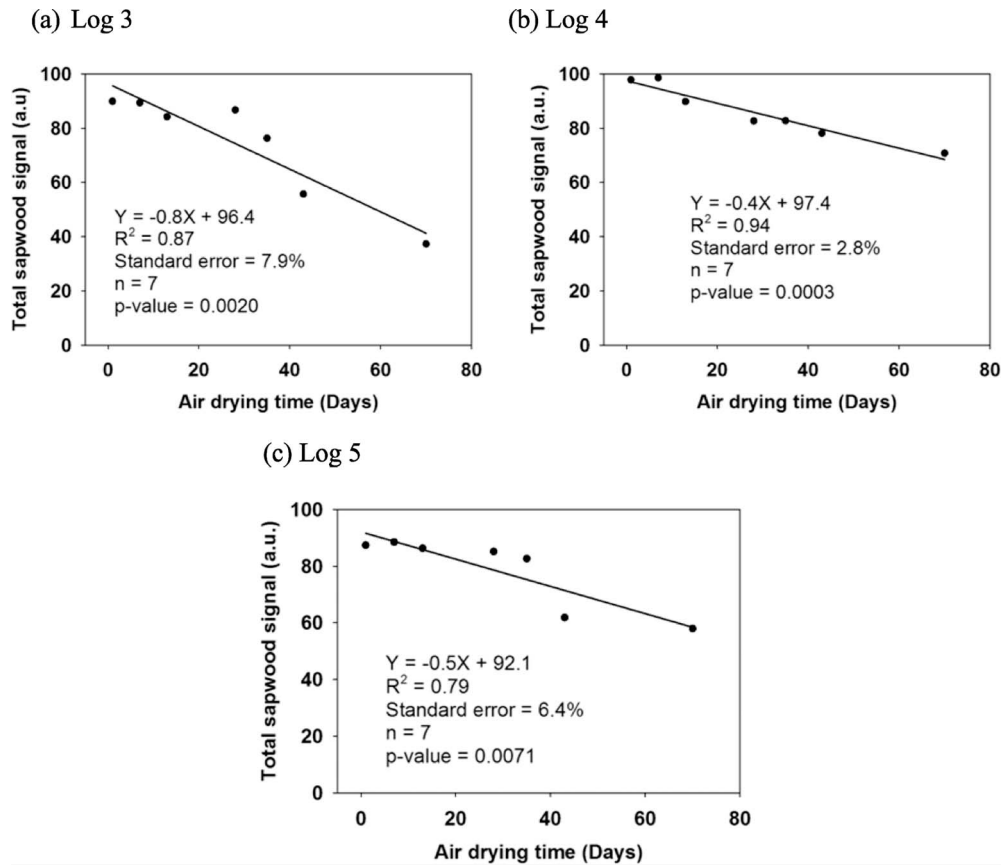 (a) Log 3
Total sapwood signal (a.u)
100
80
60
40
20
0
Y = -0.8X + 96.4
R² = 0.87
Standard error = 7.9%
n = 7
p-value = 0.0020
0 20 40 60 80
Air drying time (Days)
(b) Log 4
Total sapwood signal (a.u.)
100
80
60
40
20
0
Y = -0.4X + 97.4
R² = 0.94
Standard error = 2.8%
n = 7
p-value = 0.0003
0 20 40 60 80 100
Air drying time (Days)
(c) Log 5
Total sapwood signal (a.u.)
100
80
60
40
20
0
Y = -0.5X + 92.1
R² = 0.79
Standard error = 6.4%
n = 7
p-value = 0.0071
0 20 40 60 80
Air drying time (Days)